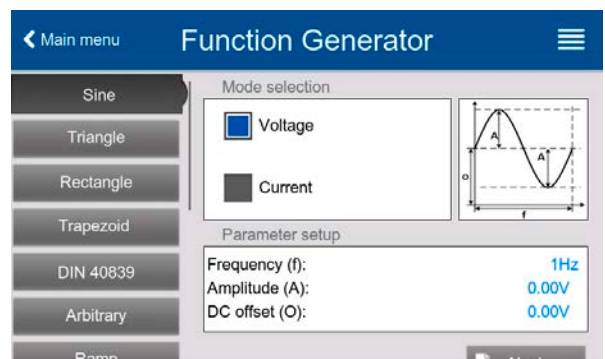 Main menu
Function Generator
Sine
Triangle
Rectangle
Trapezoid
DIN 40839
Arbitrary
Ramp
Mode selection
Voltage
Current
A
A
o
f
Parameter setup
Frequency (f): 1Hz
Amplitude (A): 0.00V
DC offset (O): 0.00V